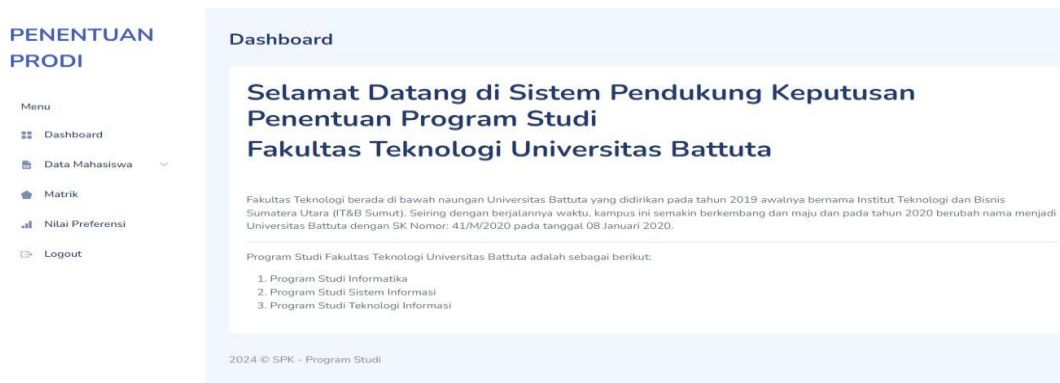 PENENTUAN
PRODI
Menu
Dashboard
Data Mahasiswa
Matrik
Nilai Preferensi
Logout
Dashboard
Selamat Datang di Sistem Pendukung Keputusan
Penentuan Program Studi
Fakultas Teknologi Universitas Battuta
Fakultas Teknologi berada di bawah naungan Universitas Battuta yang didirikan pada tahun 2019 awalnya bernama Institut Teknologi dan Bisnis
Sumatera Utara (IT&B Sumut). Seiring dengan berjalannya waktu, kampus ini semakin berkembang dan maju dan pada tahun 2020 berubah nama menjadi
Universitas Battuta dengan SK Nomor: 41/M/2020 pada tanggal 08 Januari 2020.
Program Studi Fakultas Teknologi Universitas Battuta adalah sebagai berikut:
1. Program Studi Informatika
2. Program Studi Sistem Informasi
3. Program Studi Teknologi Informasi
2024 © SPK - Program Studi